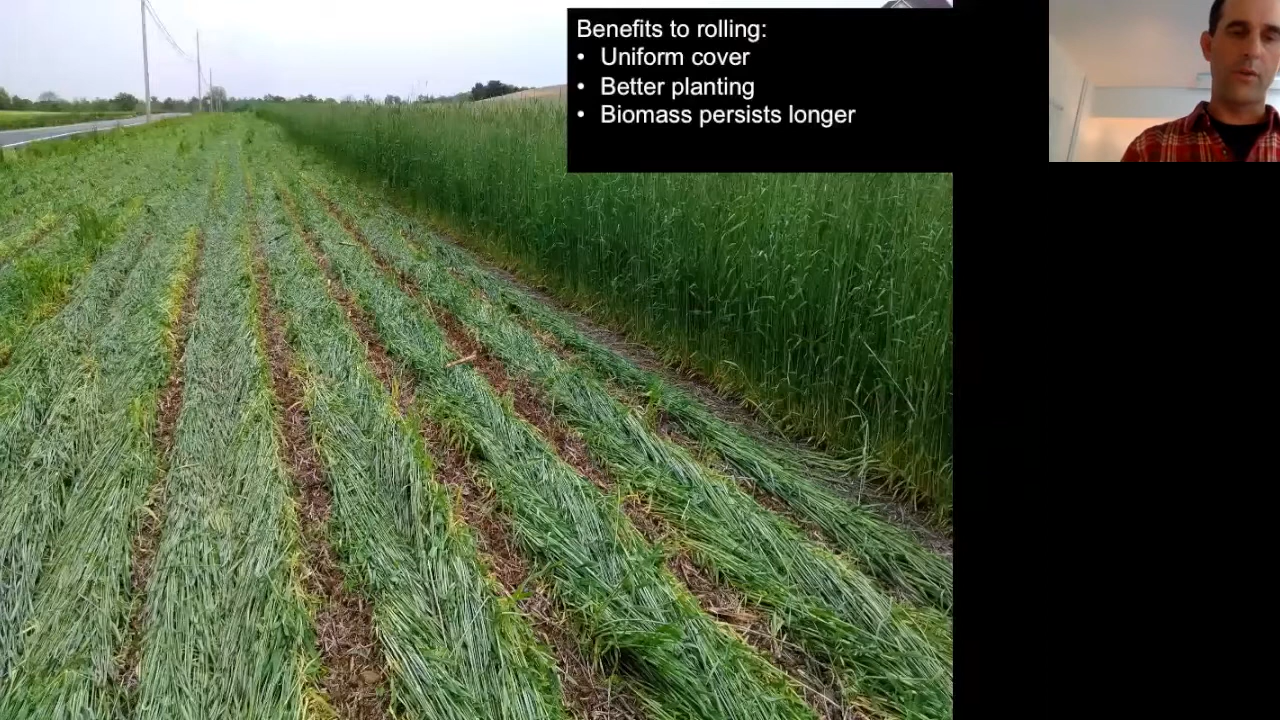 Benefits to rolling:
• Uniform cover
• Better planting
• Biomass persists longer